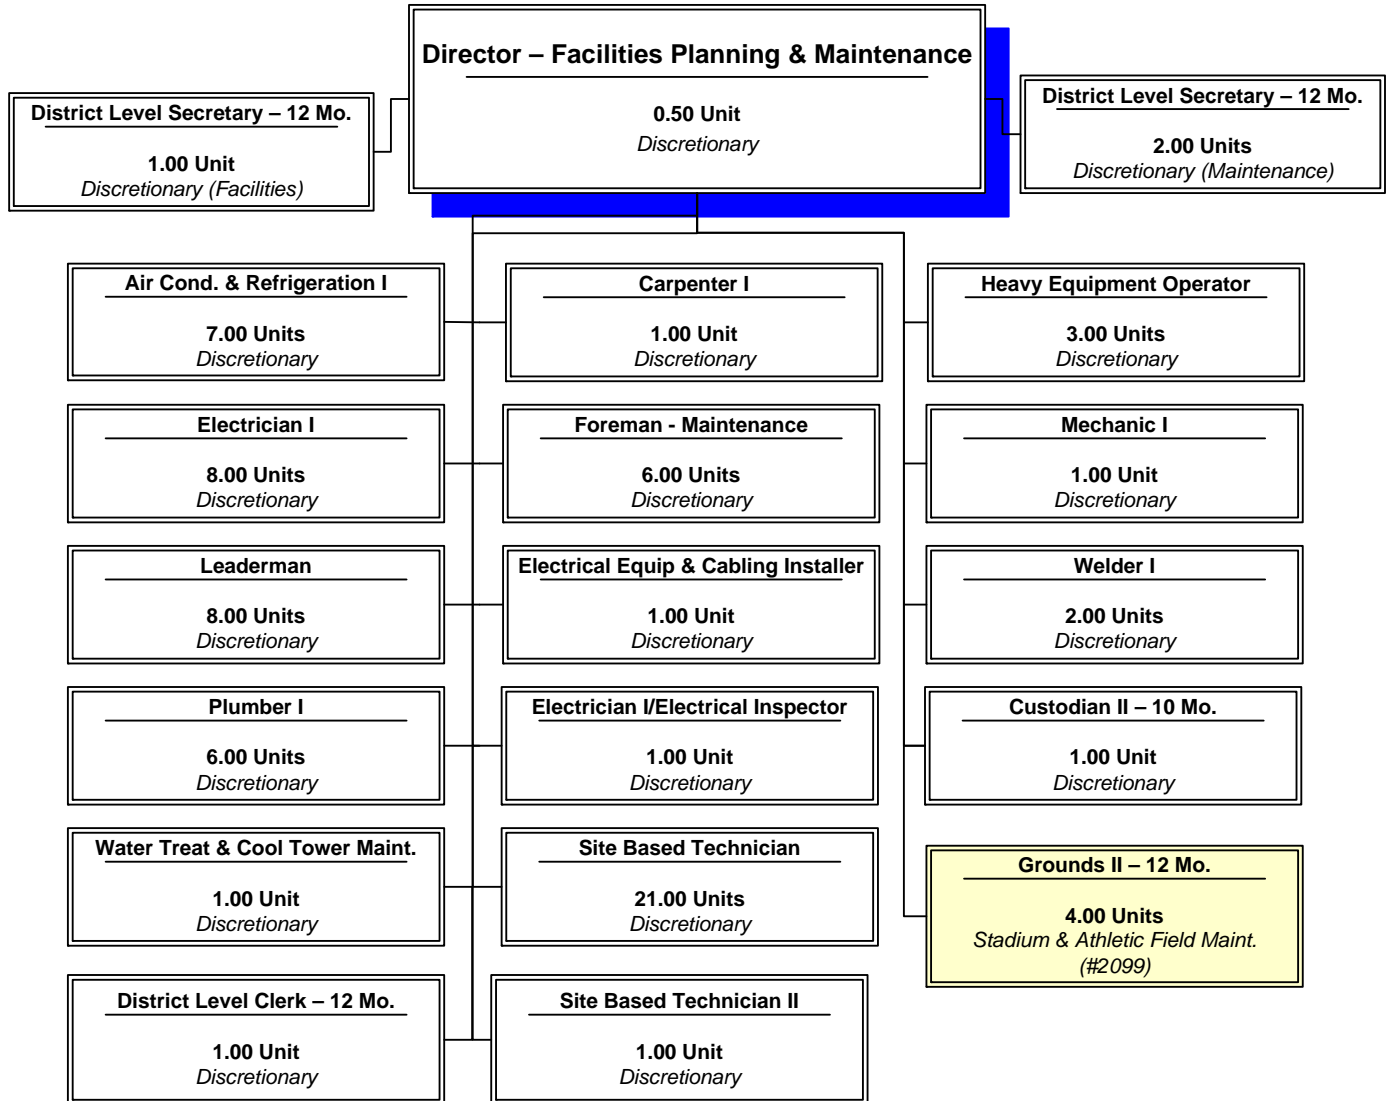 Director – Facilities Planning & Maintenance
0.50 Unit
Discretionary
District Level Secretary – 12 Mo.
1.00 Unit
Discretionary (Facilities)
District Level Secretary – 12 Mo.
2.00 Units
Discretionary (Maintenance)
Air Cond. & Refrigeration I
7.00 Units
Discretionary
Carpenter I
1.00 Unit
Discretionary
Heavy Equipment Operator
3.00 Units
Discretionary
Electrician I
8.00 Units
Discretionary
Foreman - Maintenance
6.00 Units
Discretionary
Mechanic I
1.00 Unit
Discretionary
Leaderman
8.00 Units
Discretionary
Electrical Equip & Cabling Installer
1.00 Unit
Discretionary
Welder I
2.00 Units
Discretionary
Plumber I
6.00 Units
Discretionary
Electrician I/Electrical Inspector
1.00 Unit
Discretionary
Custodian II – 10 Mo.
1.00 Unit
Discretionary
Water Treat & Cool Tower Maint.
1.00 Unit
Discretionary
Site Based Technician
21.00 Units
Discretionary
Grounds II – 12 Mo.
4.00 Units
Stadium & Athletic Field Maint.
(#2099)
District Level Clerk – 12 Mo.
1.00 Unit
Discretionary
Site Based Technician II
1.00 Unit
Discretionary